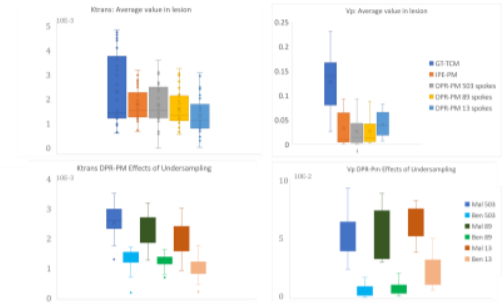 Ktrans: Average value in lesion
10E-3
5
4
3
2
1
0
Vp: Average value in lesion
0.25
0.2
0.15
0.1
0.05
0
GT-TCM
IPE-PM
DPR-PM 503 spokes
DPR-PM 89 spokes
DPR-PM 13 spokes
Ktrans DPR-PM Effects of Undersampling
10E-3
4
3
2
1
0
Vp DPR-Pm Effects of Undersampling
10E-2
10
5
0
Mal 503
Ben 503
Mal 89
Ben 89
Mal 13
Ben 13